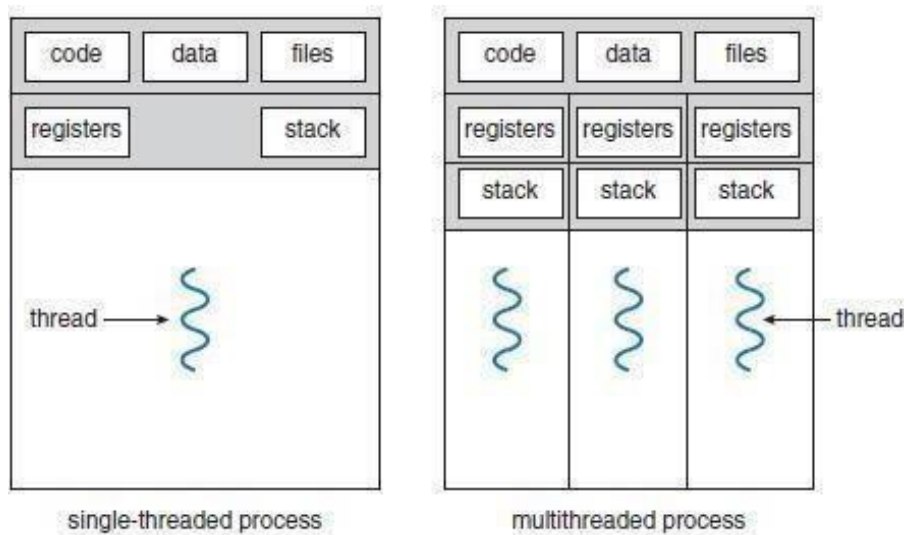 code data files
registers stack
thread
single-threaded process
code data files
registers registers registers
stack stack stack
thread
multithreaded process